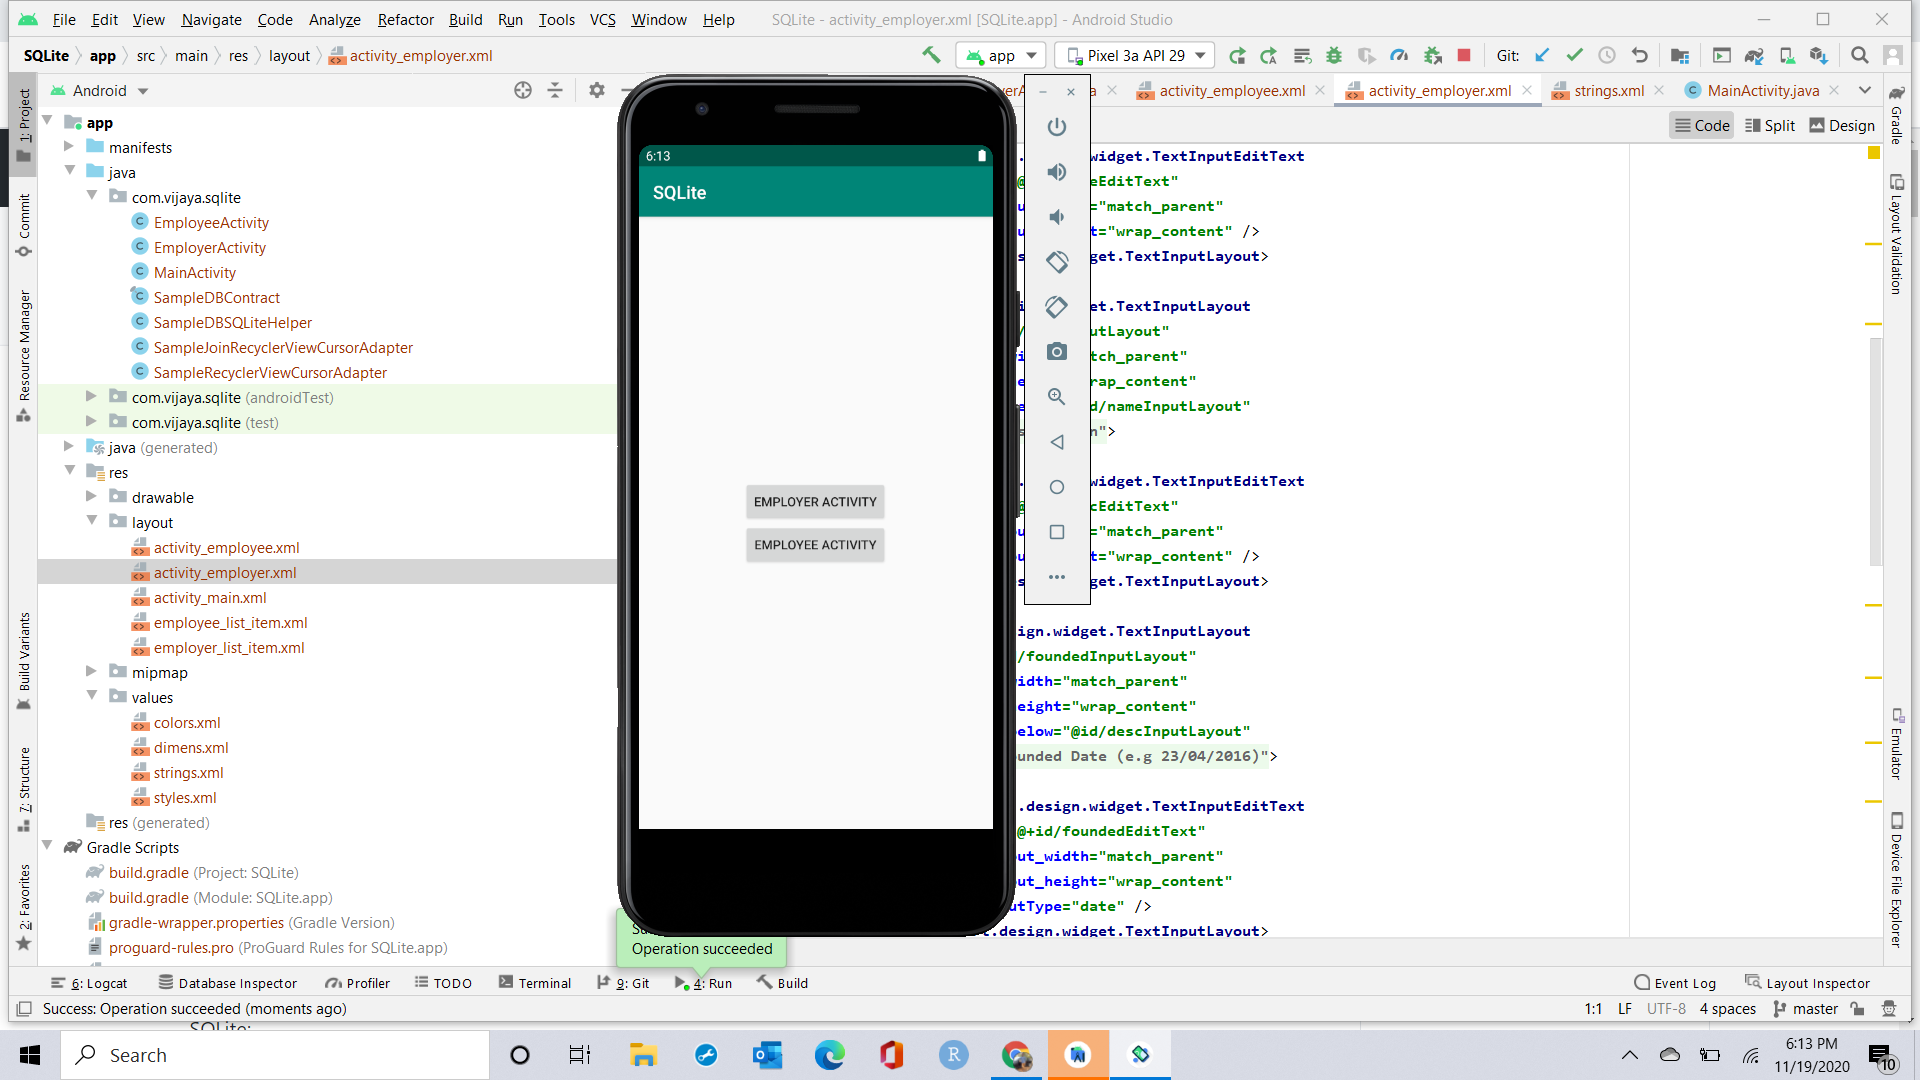 File Edit View Navigate Code Analyze Refactor Build Run Tools VCS Window Help SQLite - activity_employer.xml [SQLite.app] - Android Studio
SQLite app src main res layout activity_employer.xml app Pixel 3a API 29 Git:
Android
activity_employee.xml activity_employer.xml strings.xml MainActivity.java
Code Split Design
1: Project
Commit
Resource Manager
Build Variants
7: Structure
2: Favorites
app
manifests
java
com.vijaya.sqlite
EmployeeActivity
EmployerActivity
MainActivity
SampleDBContract
SampleDBSQLiteHelper
SampleJoinRecyclerViewCursorAdapter
SampleRecyclerViewCursorAdapter
com.vijaya.sqlite (androidTest)
com.vijaya.sqlite (test)
java (generated)
res
drawable
layout
activity_employee.xml
activity_employer.xml
activity_main.xml
employee_list_item.xml
employer_list_item.xml
mipmap
values
colors.xml
dimens.xml
strings.xml
styles.xml
res (generated)
Gradle Scripts
build.gradle (Project: SQLite)
build.gradle (Module: SQLite.app)
gradle-wrapper.properties (Gradle Version)
proguard-rules.pro (ProGuard Rules for SQLite.app)
6:13
SQLite
EMPLOYER ACTIVITY
EMPLOYEE ACTIVITY
Operation succeeded
widget.TextInputEditText
eEditText"
="match_parent"
t="wrap_content" />
get.TextInputLayout>
et.TextInputLayout
utLayout"
tch_parent"
rap_content"
d/nameInputLayout"
n">
widget.TextInputEditText
cEditText"
="match_parent"
t="wrap_content" />
get.TextInputLayout>
ign.widget.TextInputLayout
/foundedInputLayout"
idth="match_parent"
eight="wrap_content"
elow="@id/descInputLayout"
unded Date (e.g 23/04/2016)">
.design.widget.TextInputEditText
@+id/foundedEditText"
ut_width="match_parent"
ut_height="wrap_content"
utType="date" />
t.design.widget.TextInputLayout>
Gradle
Layout Validation
Emulator
Device File Explorer
6: Logcat Database Inspector Profiler TODO Terminal 9: Git 4: Run Build Event Log Layout Inspector
Success: Operation succeeded (moments ago) 1:1 LF UTF-8 4 spaces master
SQLite:
Search
6:13 PM
11/19/2020
10